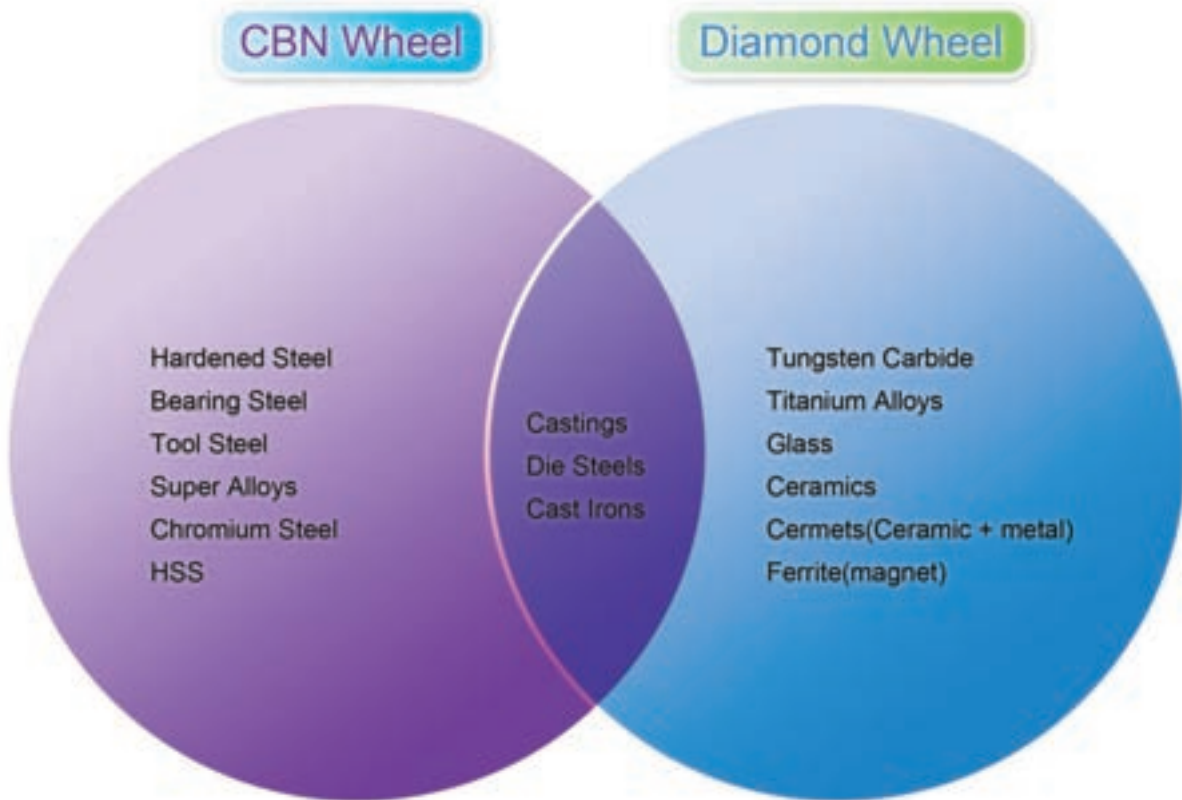 CBN Wheel
Diamond Wheel
Hardened Steel
Bearing Steel
Tool Steel
Super Alloys
Chromium Steel
HSS
Castings
Die Steels
Cast Irons
Tungsten Carbide
Titanium Alloys
Glass
Ceramics
Cermets(Ceramic + metal)
Ferrite(magnet)